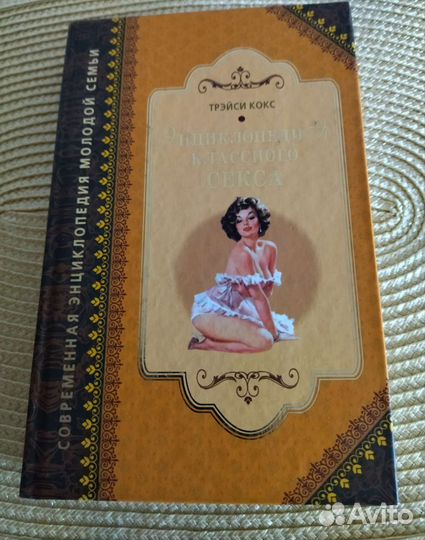 ТРЭЙСИ КОКС
ЭНЦИКЛОПЕДИЯ
КЛАССНОГО
СЕКСА
СОВРЕМЕННАЯ ЭНЦИКЛОПЕДИЯ МОЛОДОЙ СЕМЬИ
Avito